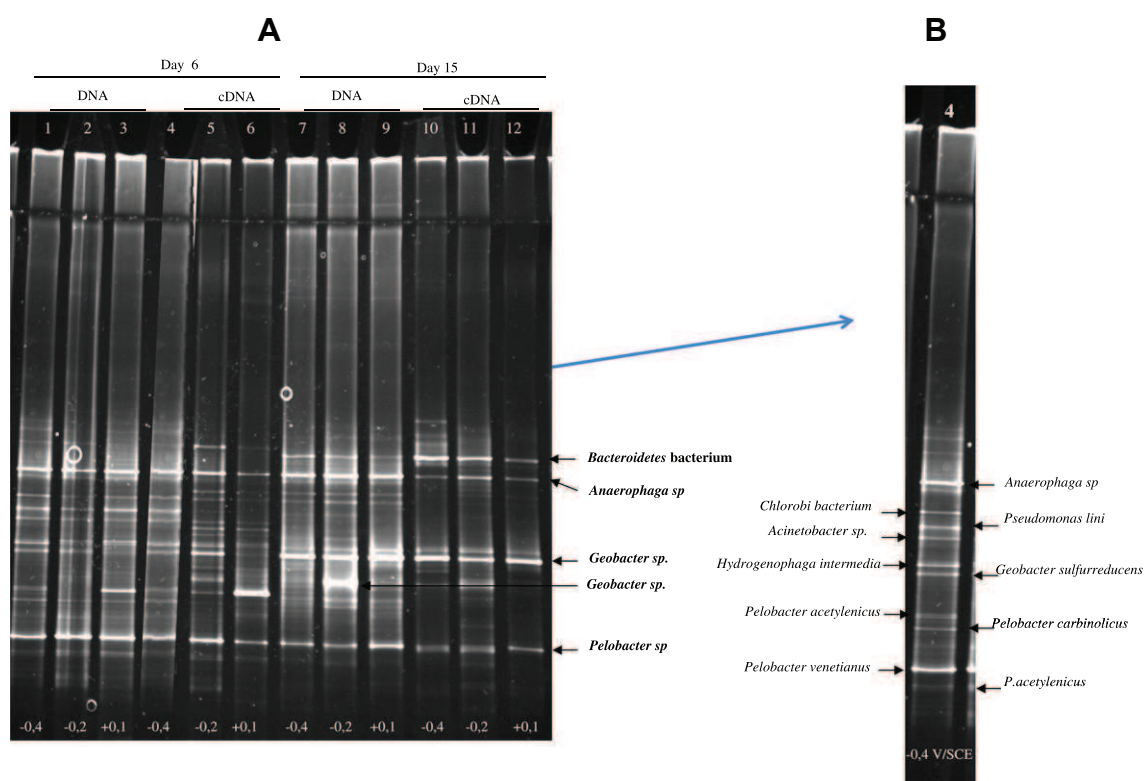 A
B
Day 6
Day 15
DNA
cDNA
DNA
cDNA
1 2 3 4 5 6 7 8 9 10 11 12
Bacteroidetes bacterium
Anaerophaga sp
Geobacter sp.
Geobacter sp.
Pelobacter sp
-0,4 -0,2 +0,1 -0,4 -0,2 +0,1 -0,4 -0,2 +0,1 -0,4 -0,2 +0,1
4
Anaerophaga sp
Chlorobi bacterium
Pseudomonas lini
Acinetobacter sp.
Hydrogenophaga intermedia
Geobacter sulfurreducens
Pelobacter acetylenicus
Pelobacter carbinolicus
Pelobacter venetianus
P.acetylenicus
-0,4 V/SCE